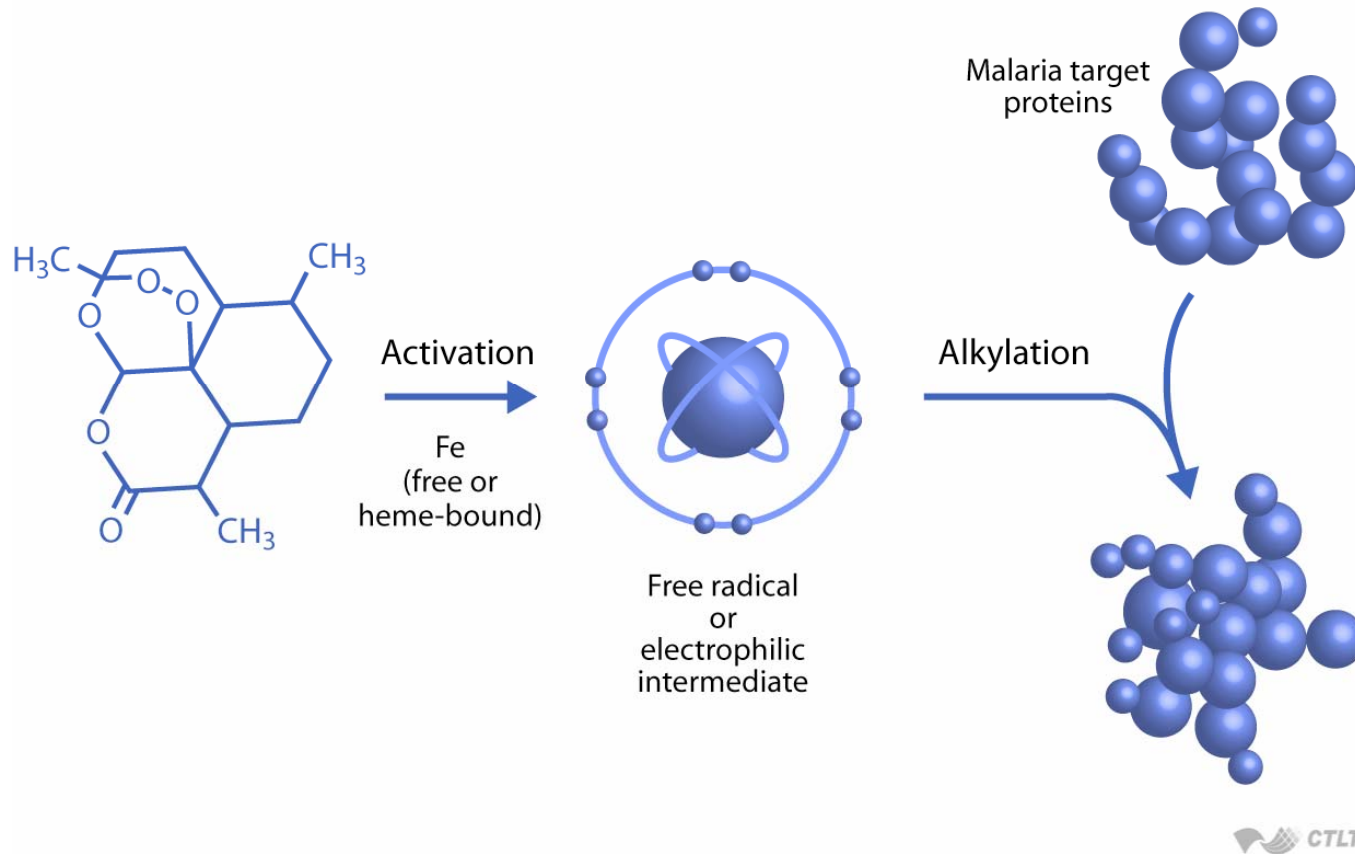 Malaria target
proteins
H₃C
O
O
CH₃
O
O
O
CH₃
Activation
Fe
(free or
heme-bound)
Free radical
or
electrophilic
intermediate
Alkylation
CTLT